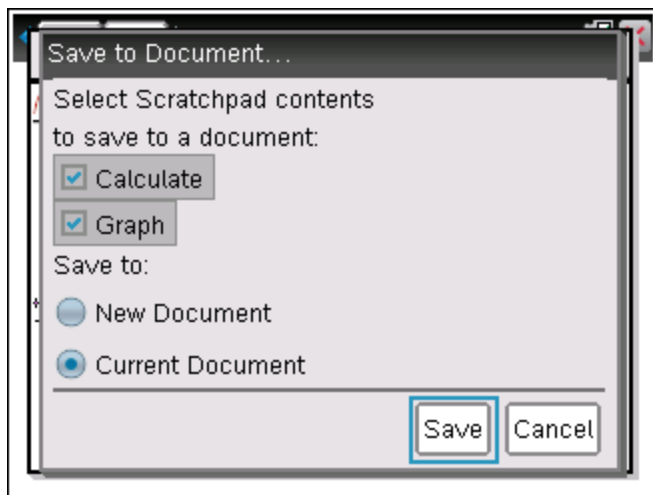 Save to Document...
Select Scratchpad contents
to save to a document:
Calculate
Graph
Save to:
New Document
Current Document
Save Cancel